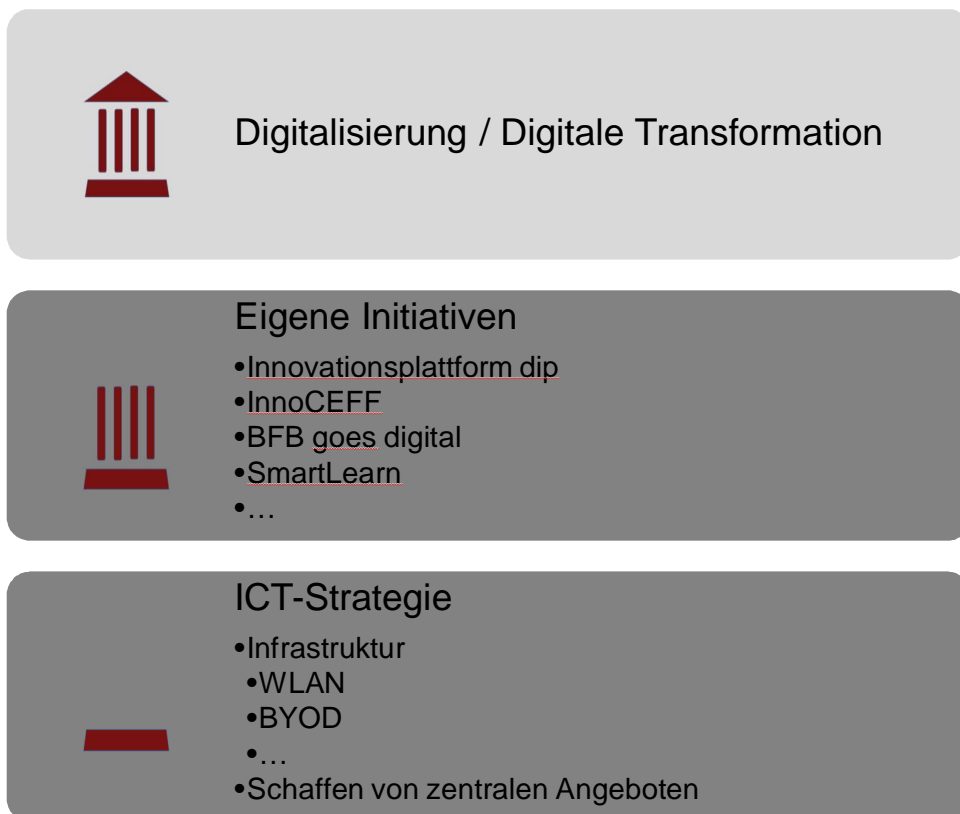 Digitalisierung / Digitale Transformation
Eigene Initiativen
•Innovationsplattform dip
•InnoCEFF
•BFB goes digital
•SmartLearn
•…
ICT-Strategie
•Infrastruktur
•WLAN
•BYOD
•…
•Schaffen von zentralen Angeboten